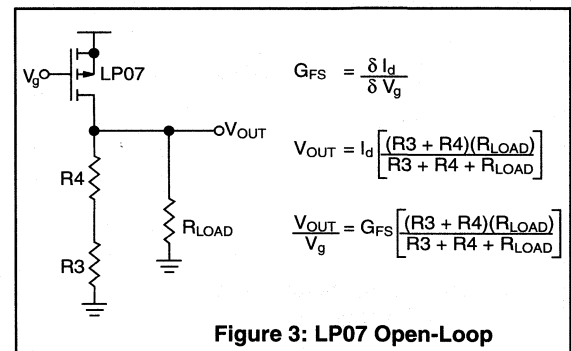 Vg
LP07
VOUT
R4
R3
RLOAD
GFS = δ Id / δ Vg
VOUT = Id [(R3 + R4)(RLOAD) / R3 + R4 + RLOAD]
VOUT / Vg = GFS [(R3 + R4)(RLOAD) / R3 + R4 + RLOAD]
Figure 3: LP07 Open-Loop